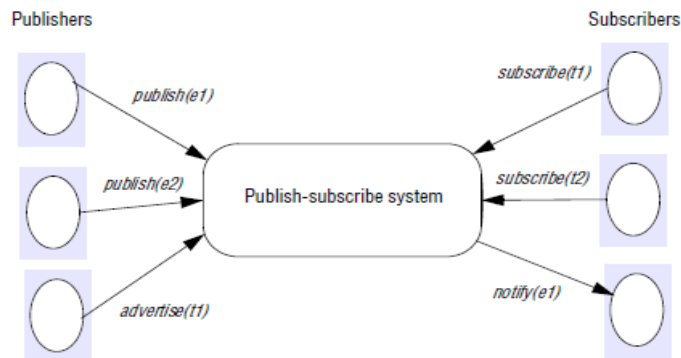 Publishers
Subscribers
publish(e1)
subscribe(t1)
publish(e2)
subscribe(t2)
Publish-subscribe system
advertise(t1)
notify(e1)